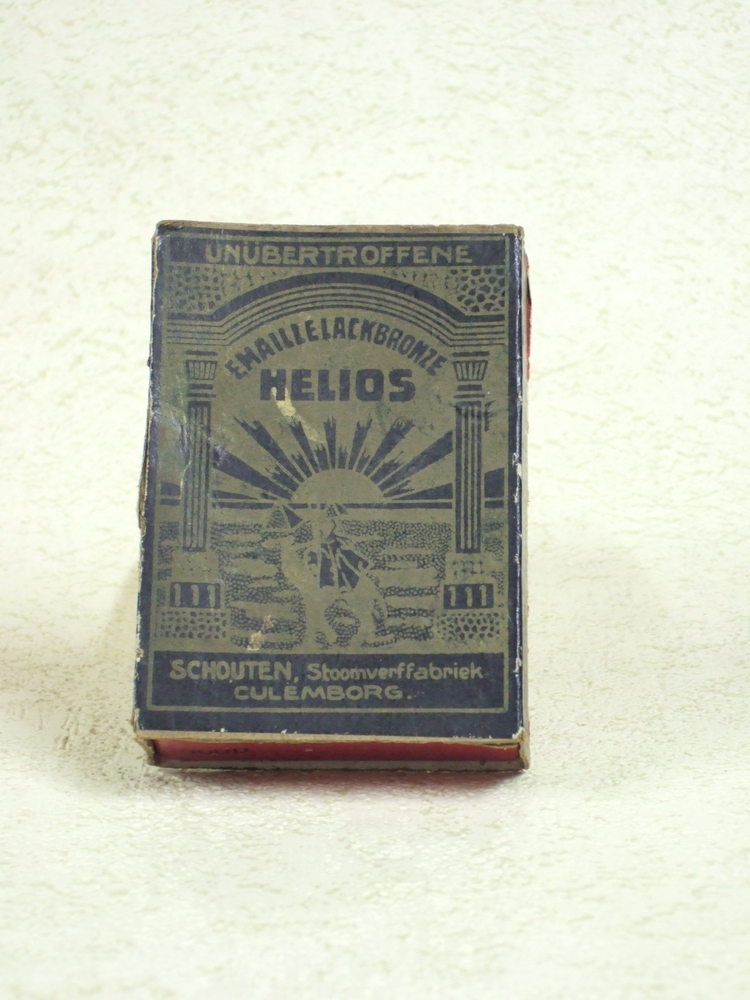 UNÜBERTROFFENE
EMAILLELACKBRONZE
HELIOS
SCHOUTEN, Stoomverffabriek
CULEMBORG.